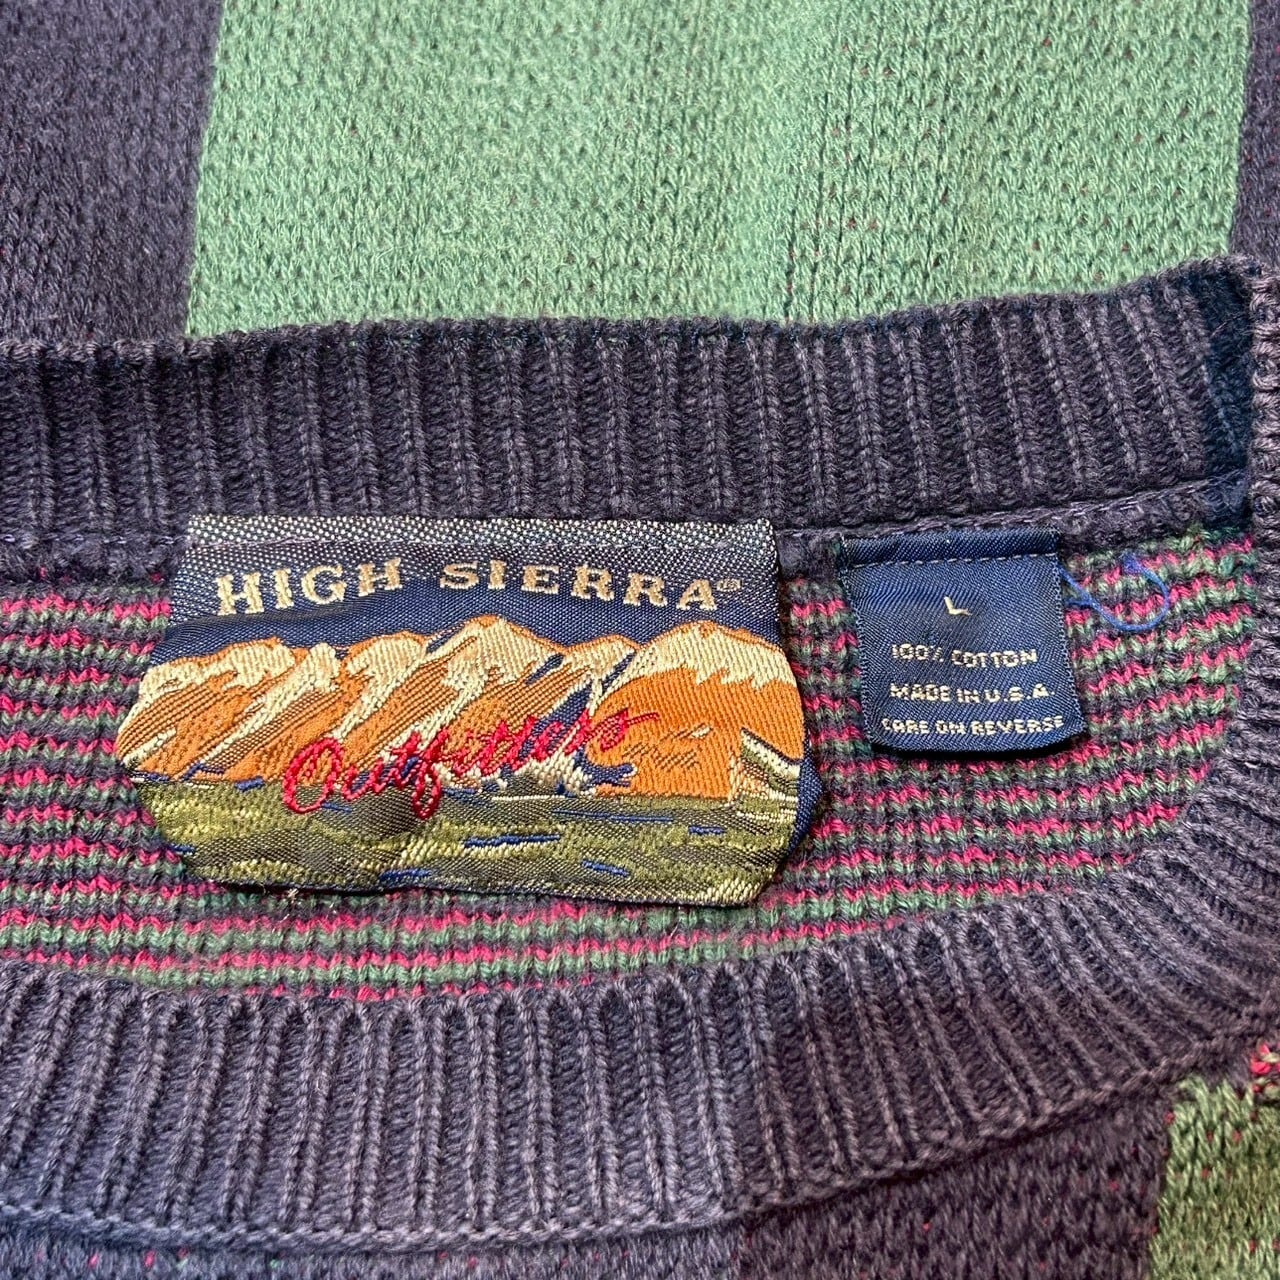 HIGH SIERRA®
Outfitters
L
100% COTTON
MADE IN U.S.A.
CARE ON REVERSE